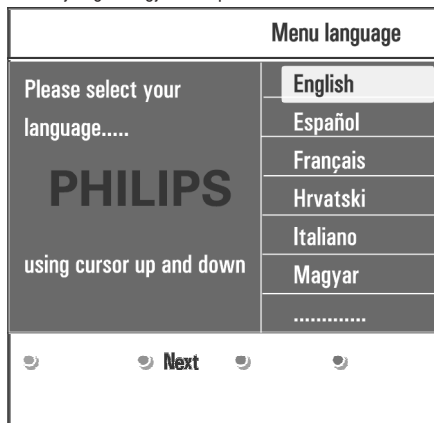 Menu language
Please select your
language.....
PHILIPS
using cursor up and down
English
Español
Français
Hrvatski
Italiano
Magyar
.............
Next